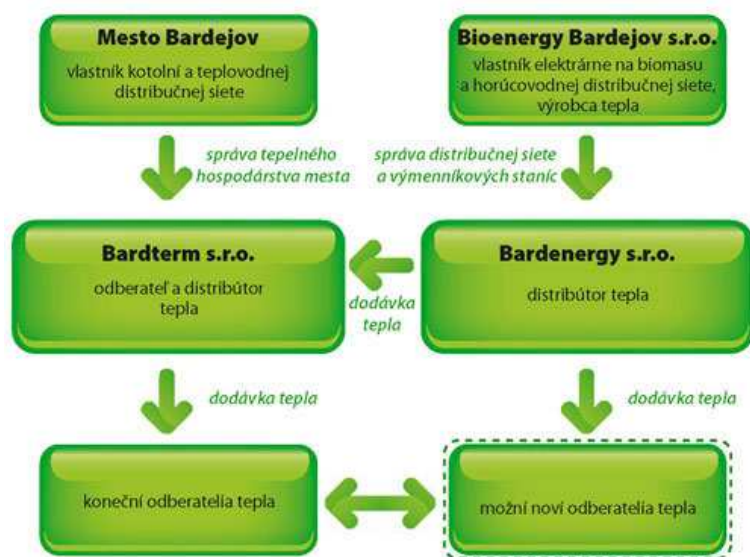 Mesto Bardejov
vlastník kotolní a teplovodnej
distribučnej siete
Bioenergy Bardejov s.r.o.
vlastník elektrárne na biomasu
a horúcovodnej distribučnej siete,
výrobca tepla
správa tepelného
hospodárstva mesta
správa distribučnej siete
a výmenníkových staníc
Bardterm s.r.o.
odberateľ a distribútor
tepla
dodávka
tepla
Bardenergy s.r.o.
distribútor tepla
dodávka tepla
dodávka tepla
koneční odberatelia tepla
možní noví odberatelia tepla